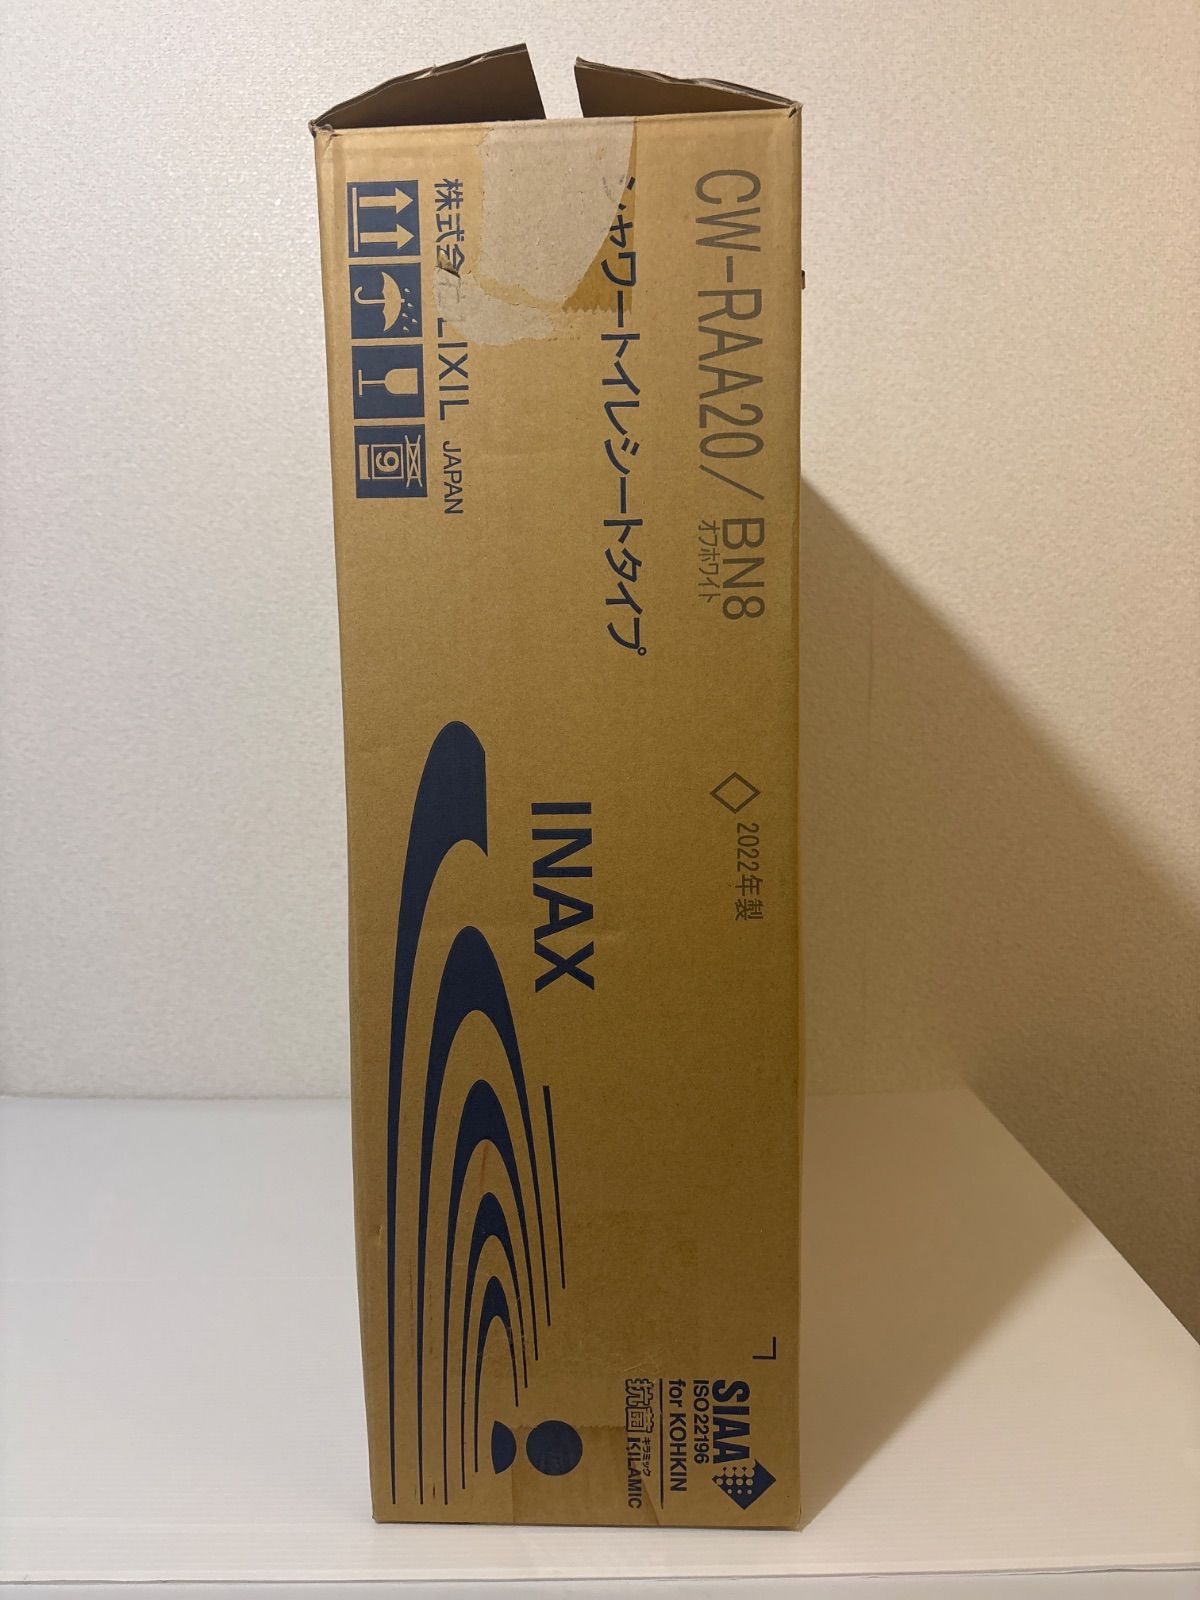 CW-RAA20/BN8
オフホワイト
◇2022年製
シャワートイレシートタイプ
INAX
株式会社LIXIL JAPAN
9
SIAA
ISO22196
for KOHKIN
抗菌
キラミック
KILAMIC